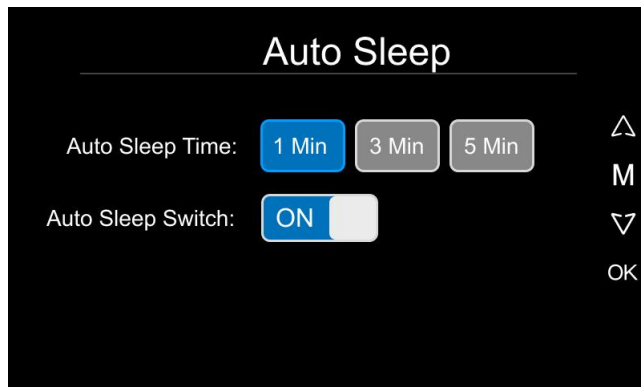 Auto Sleep
Auto Sleep Time: 1 Min 3 Min 5 Min
Auto Sleep Switch: ON
M
OK